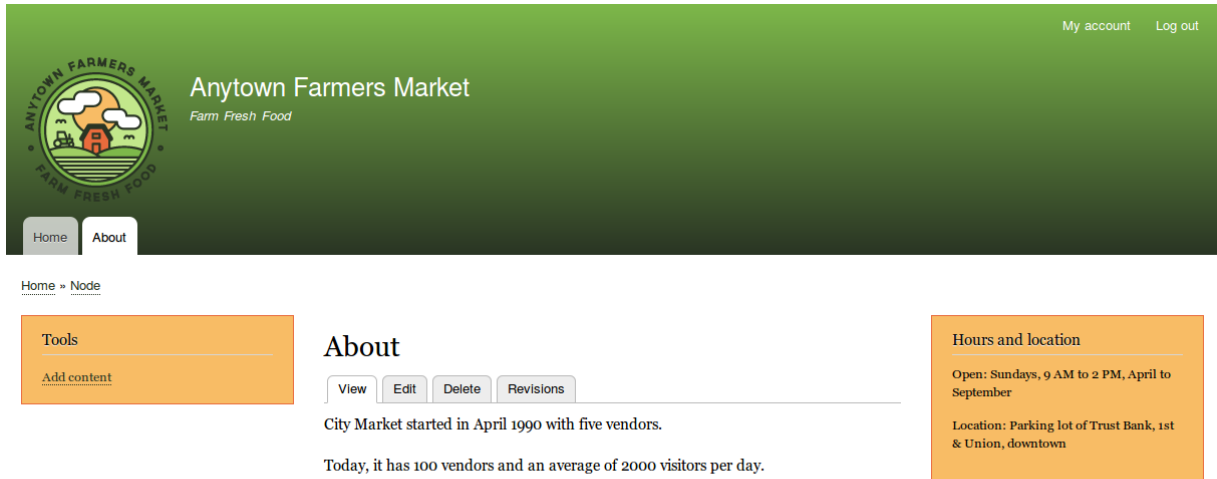 My account Log out
ANYTOWN FARMERS MARKET
FARM FRESH FOOD
Anytown Farmers Market
Farm Fresh Food
Home About
Home » Node
Tools
Add content
About
View Edit Delete Revisions
City Market started in April 1990 with five vendors.
Today, it has 100 vendors and an average of 2000 visitors per day.
Hours and location
Open: Sundays, 9 AM to 2 PM, April to
September
Location: Parking lot of Trust Bank, 1st
& Union, downtown